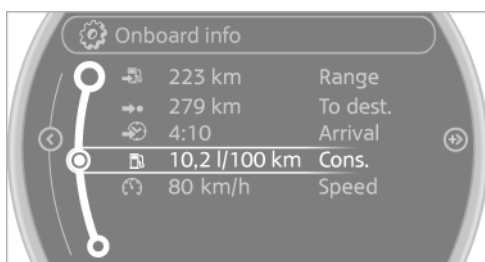 Onboard info
223 km Range
279 km To dest.
4:10 Arrival
10,2 l/100 km Cons.
80 km/h Speed